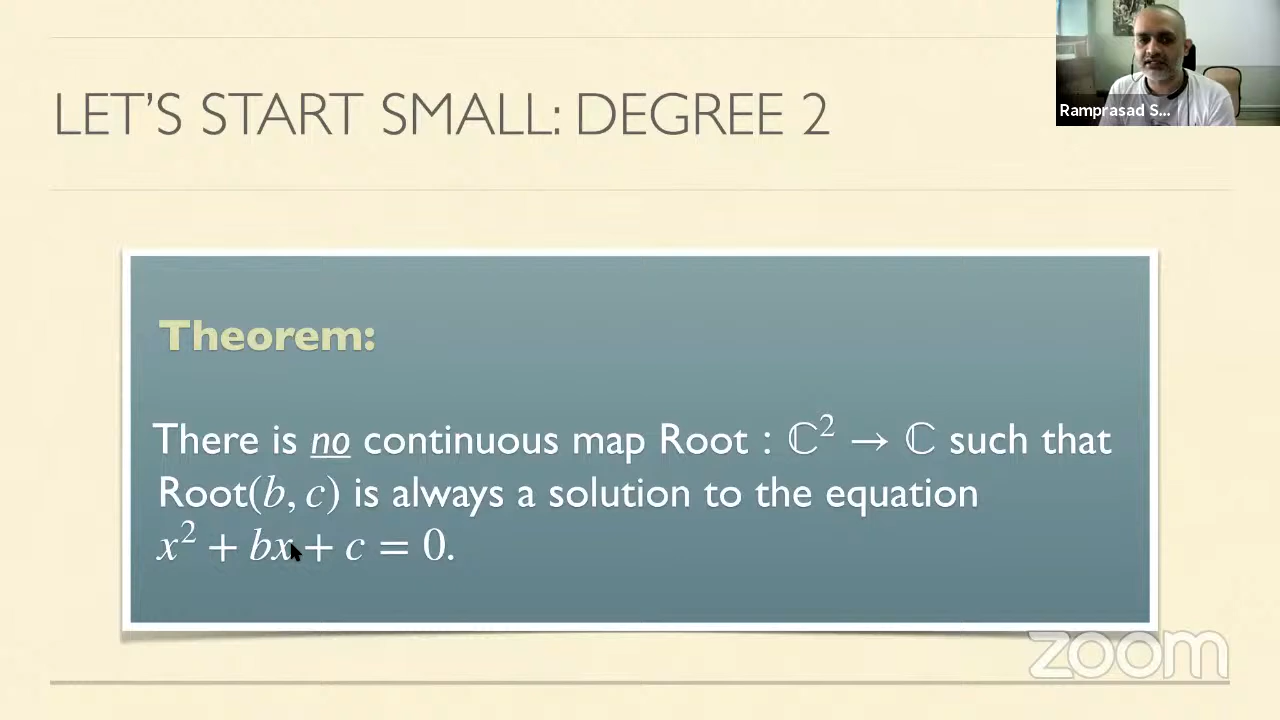 LET'S START SMALL: DEGREE 2
Ramprasad S...
Theorem:
There is no continuous map Root : ℂ² → ℂ such that
Root(b, c) is always a solution to the equation
x² + bx + c = 0.
zoom